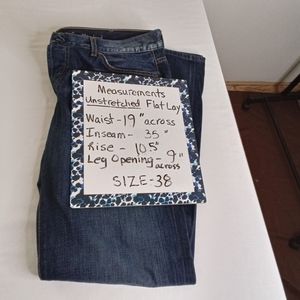 Measurements
Unstretched Flat Lay
Waist - 19" across
Inseam - 35"
Rise - 10.5"
Leg Opening - 9"
across
SIZE - 38